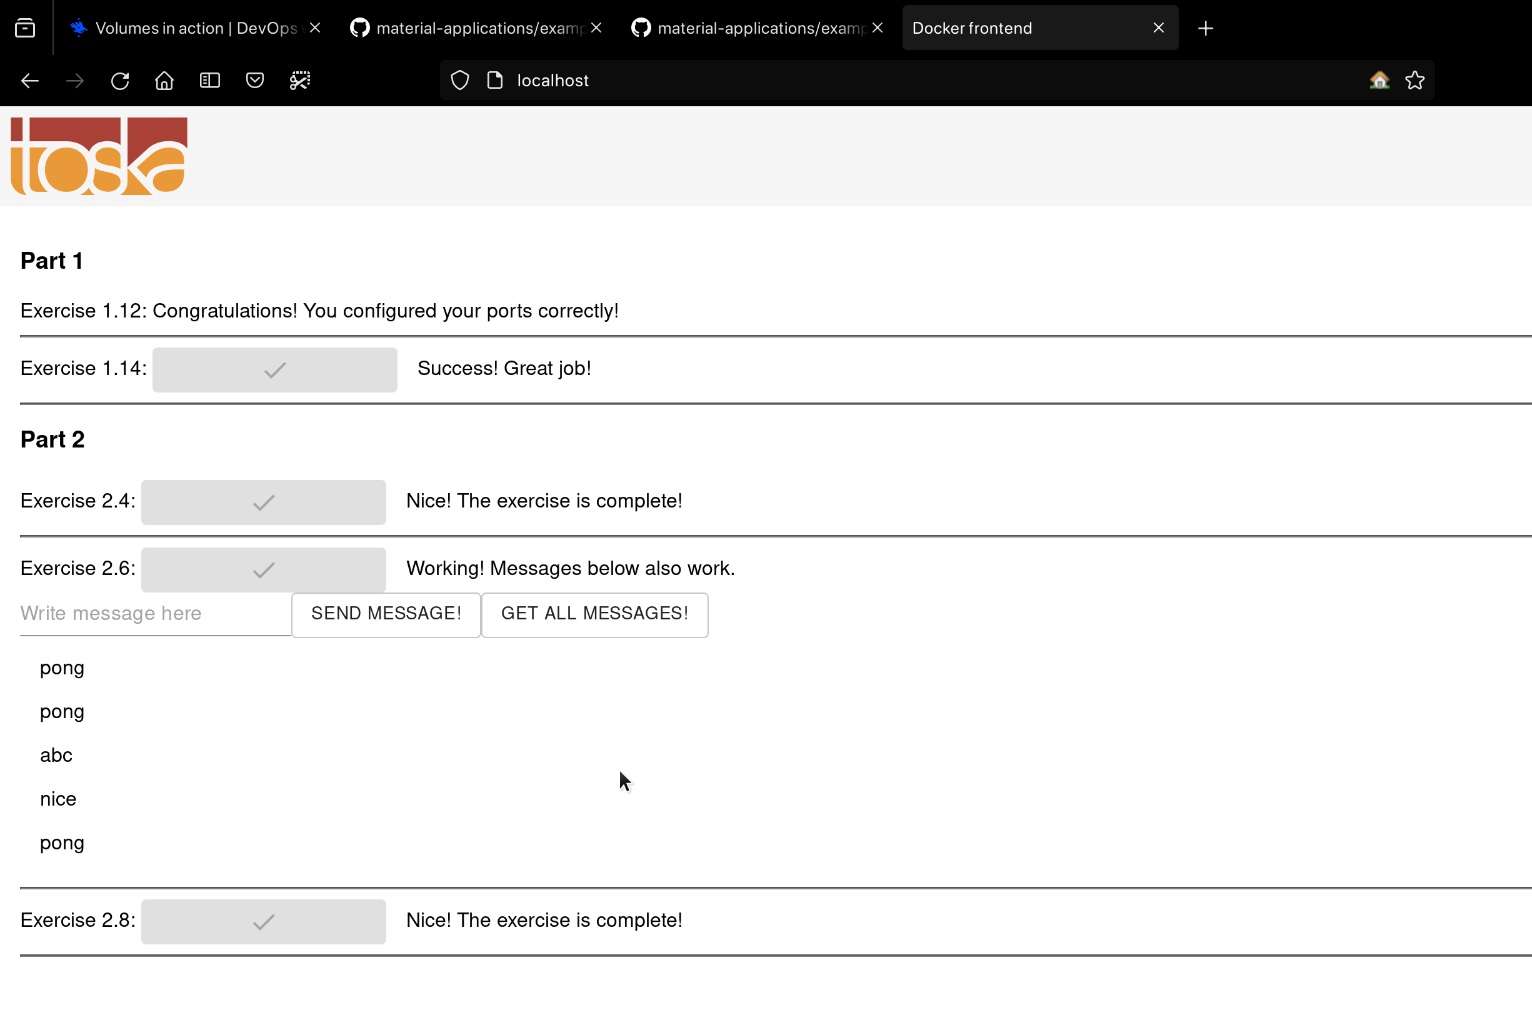 Volumes in action | DevOps
material-applications/examp
material-applications/examp
Docker frontend
localhost
toska
Part 1
Exercise 1.12: Congratulations! You configured your ports correctly!
Exercise 1.14: Success! Great job!
Part 2
Exercise 2.4: Nice! The exercise is complete!
Exercise 2.6: Working! Messages below also work.
Write message here SEND MESSAGE! GET ALL MESSAGES!
pong
pong
abc
nice
pong
Exercise 2.8: Nice! The exercise is complete!